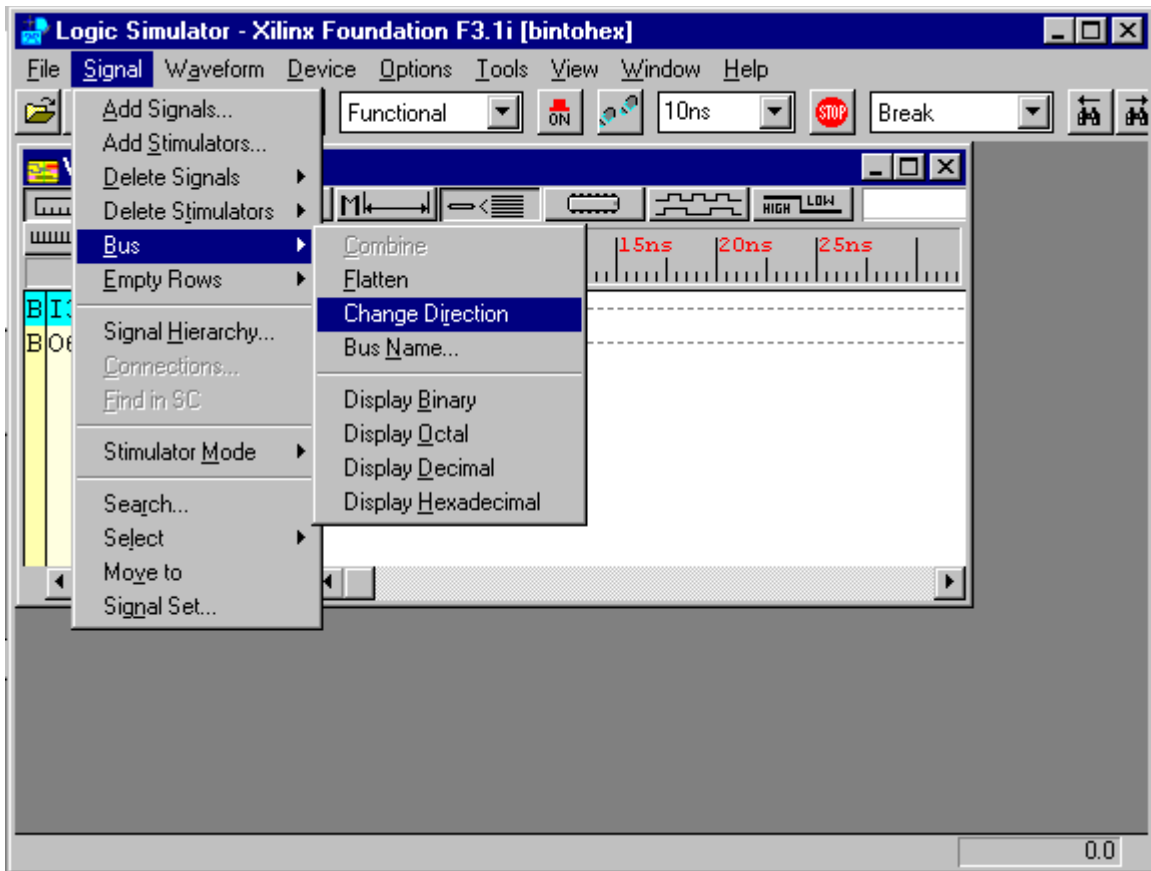 Logic Simulator - Xilinx Foundation F3.1i [bintohex]
File Signal Waveform Device Options Tools View Window Help
Functional ON 10ns STOP Break
Add Signals...
Add Stimulators...
Delete Signals
Delete Stimulators
Bus
Empty Rows
Signal Hierarchy...
Connections...
Find in SC
Stimulator Mode
Search...
Select
Move to
Signal Set...
M HIGH LOW
15ns 20ns 25ns
Combine
Flatten
Change Direction
Bus Name...
Display Binary
Display Octal
Display Decimal
Display Hexadecimal
B
B
0.0